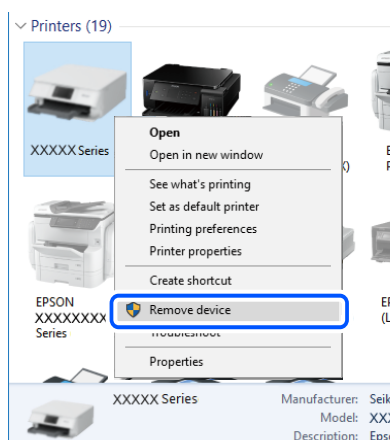 Printers (19)
XXXXX Series
Open
Open in new window
See what's printing
Set as default printer
Printing preferences
Printer properties
Create shortcut
Remove device
Troubleshoot
Properties
EPSON
XXXXXXXX
Series
XXXXX Series
Manufacturer:
Model:
Description: